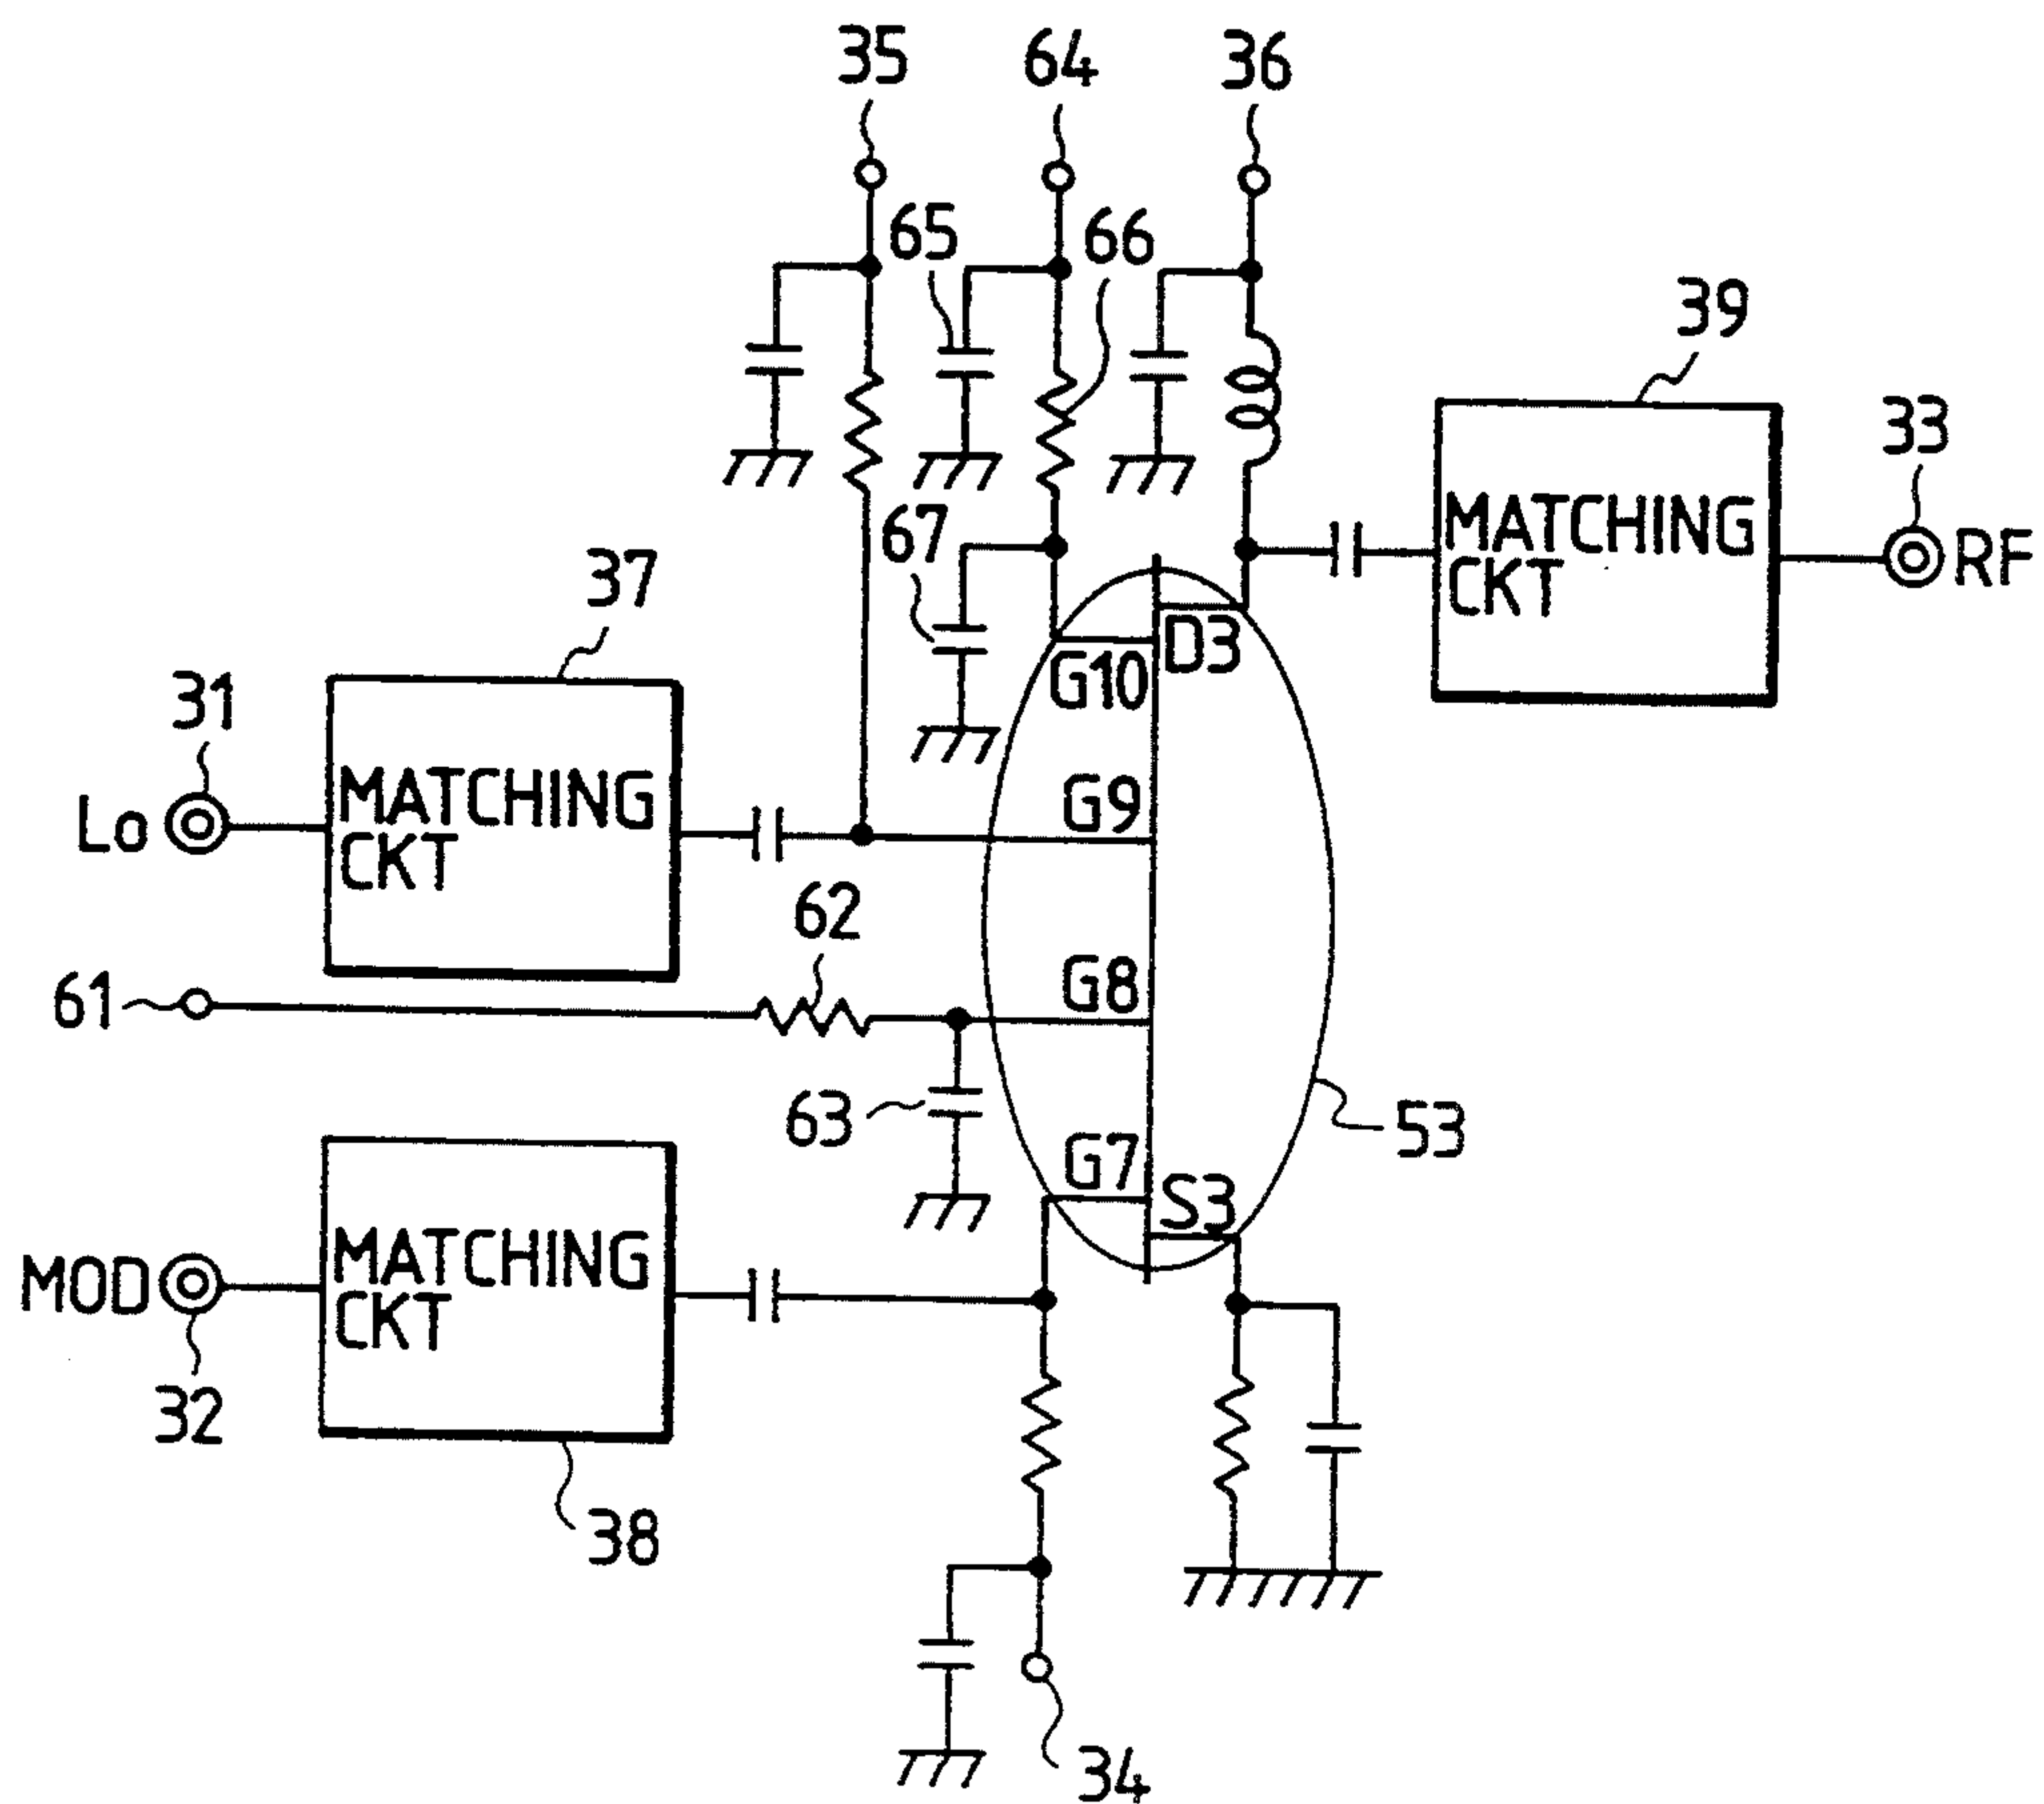 35
64
36
65
66
39
33
67
MATCHING
CKT
RF
37
D3
G10
31
G9
Lo
MATCHING
CKT
62
61
G8
63
53
G7
S3
MOD
MATCHING
CKT
32
38
34